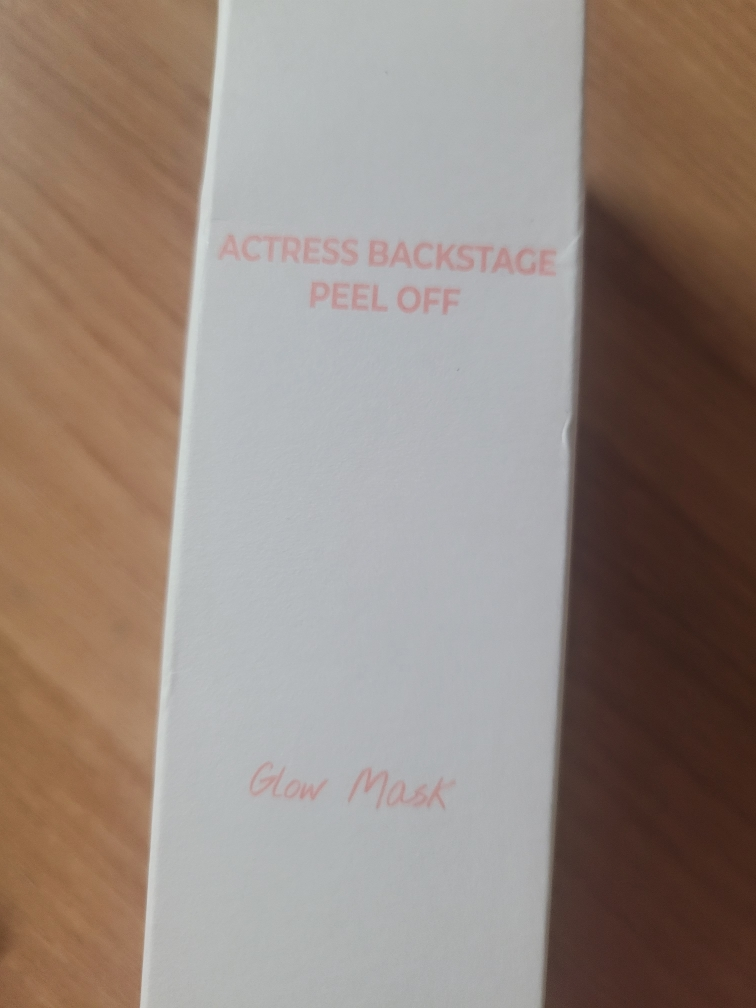 ACTRESS BACKSTAGE
PEEL OFF
Glow Mask